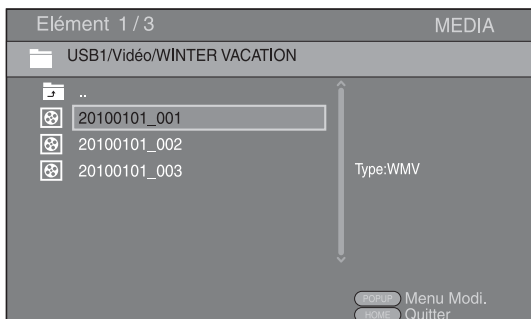 Elément 1 / 3 MEDIA
USB1/Vidéo/WINTER VACATION
..
20100101_001
20100101_002
20100101_003
Type:WMV
POPUP Menu Modi.
HOME Quitter